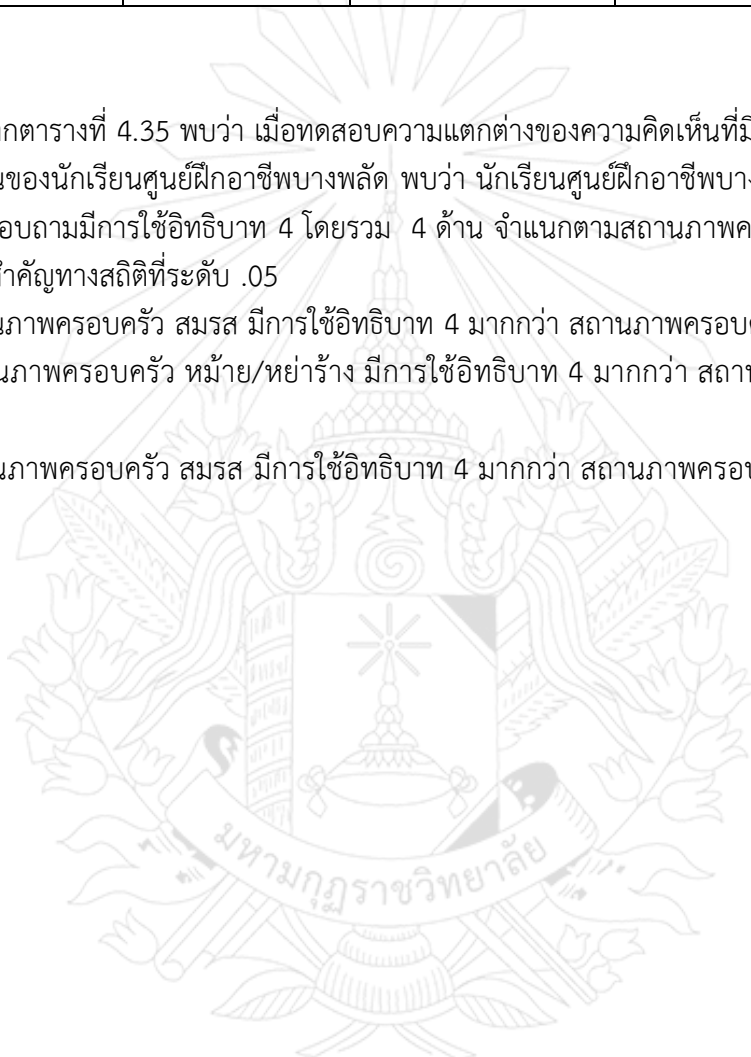 กตารางที่ 4.35 พบว่า เมื่อทดสอบความแตกต่างของความคิดเห็นที่มี
นของนักเรียนศูนย์ฝึกอาชีพบางพลัด พบว่า นักเรียนศูนย์ฝึกอาชีพบาง
อบถามมีการใช้อิทธิบาท 4 โดยรวม 4 ด้าน จำแนกตามสถานภาพค
สำคัญทางสถิติที่ระดับ .05
นภาพครอบครัว สมรส มีการใช้อิทธิบาท 4 มากกว่า สถานภาพครอบ
นภาพครอบครัว หม้าย/หย่าร้าง มีการใช้อิทธิบาท 4 มากกว่า สถา
นภาพครอบครัว สมรส มีการใช้อิทธิบาท 4 มากกว่า สถานภาพครอบ
มหามกุฏราชวิทยาลัย